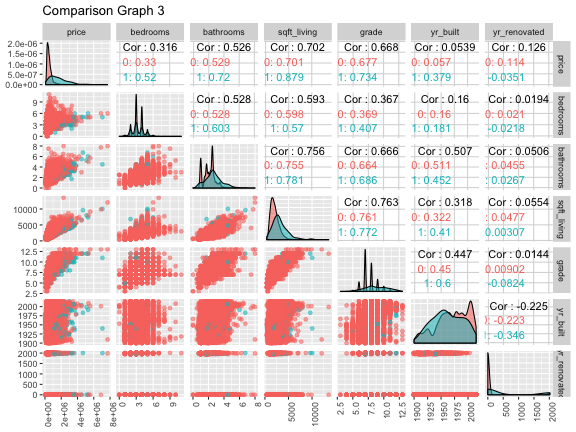 Comparison Graph 3
price bedrooms bathrooms sqft_living grade yr_built yr_renovated
2.0e-06 1.5e-06 1.0e-06 5.0e-07 0.0e+00
Cor : 0.316 Cor : 0.526 Cor : 0.702 Cor : 0.668 Cor : 0.0539 Cor : 0.126
0: 0.33 0: 0.529 0: 0.701 0: 0.677 0: 0.057 0: 0.114
1: 0.52 1: 0.72 1: 0.879 1: 0.734 1: 0.379 1: -0.0351
price
9 6 3 0
Cor : 0.528 Cor : 0.593 Cor : 0.367 Cor : 0.16 Cor : 0.0194
0: 0.528 0: 0.598 0: 0.369 0: 0.16 0: 0.021
1: 0.603 1: 0.57 1: 0.407 1: 0.181 1: -0.0218
bedrooms
8 6 4 2 0
Cor : 0.756 Cor : 0.666 Cor : 0.507 Cor : 0.0506
0: 0.755 0: 0.664 0: 0.511 0: 0.0455
1: 0.781 1: 0.686 1: 0.452 1: 0.0267
bathrooms
10000 5000 0
Cor : 0.763 Cor : 0.318 Cor : 0.0554
0: 0.761 0: 0.322 0: 0.0477
1: 0.772 1: 0.41 1: 0.00307
sqft_living
12.5 10.0 7.5 5.0 2.5
Cor : 0.447 Cor : 0.0144
0: 0.45 0: 0.00902
1: 0.6 1: -0.0824
grade
2000 1975 1950 1925 1900
Cor : -0.225
: -0.223
: -0.346
yr_built
2000 1500 1000 500 0
r_renovated
0e+00 2e+06 4e+06 6e+06 8e+06 0 3 6 9 0 2 4 6 8 0 5000 10000 2.5 5.0 7.5 10.0 12.5 1900 1925 1950 1975 2000 0 500 1000 1500 2000